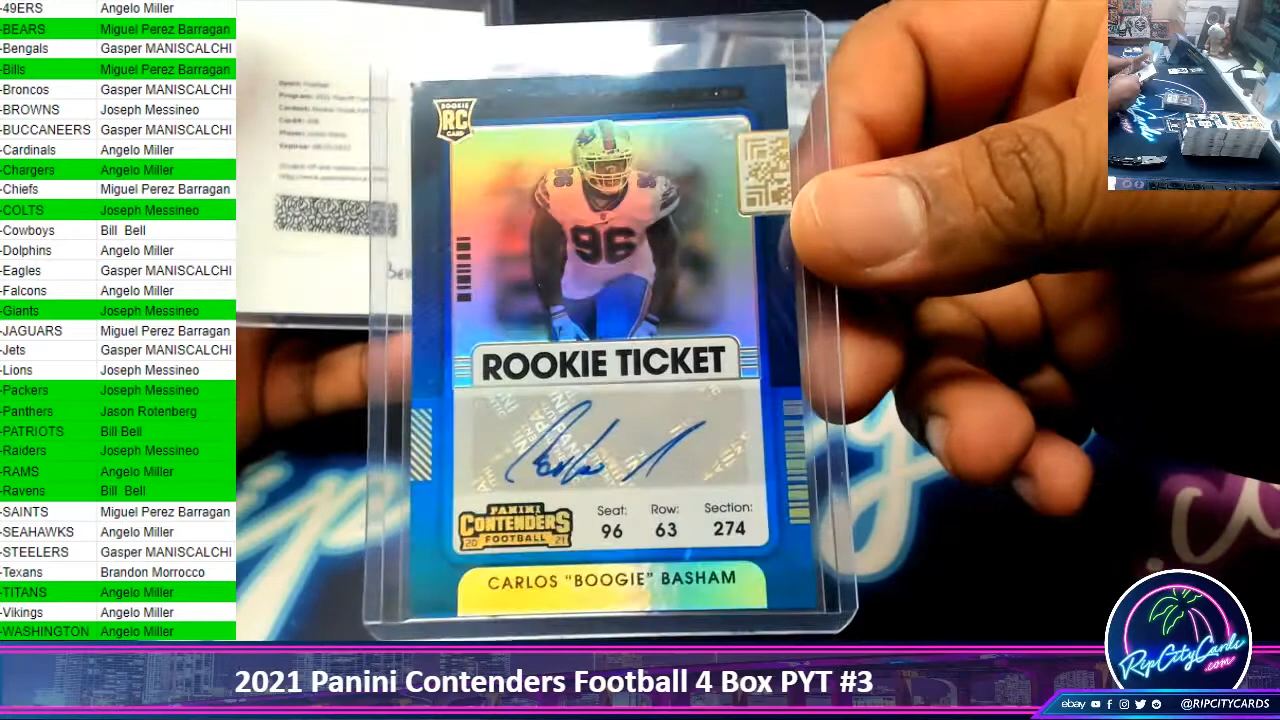 -49ERS Angelo Miller
-BEARS Miguel Perez Barragan
-Bengals Gasper MANISCALCHI
-Bills Miguel Perez Barragan
-Broncos Gasper MANISCALCHI
-BROWNS Joseph Messineo
-BUCCANEERS Gasper MANISCALCHI
-Cardinals Angelo Miller
-Chargers Angelo Miller
-Chiefs Miguel Perez Barragan
-COLTS Joseph Messineo
-Cowboys Bill Bell
-Dolphins Angelo Miller
-Eagles Gasper MANISCALCHI
-Falcons Angelo Miller
-Giants Joseph Messineo
-JAGUARS Miguel Perez Barragan
-Jets Gasper MANISCALCHI
-Lions Joseph Messineo
-Packers Joseph Messineo
-Panthers Jason Rotenberg
-PATRIOTS Bill Bell
-Raiders Joseph Messineo
-RAMS Angelo Miller
-Ravens Bill Bell
-SAINTS Miguel Perez Barragan
-SEAHAWKS Angelo Miller
-STEELERS Gasper MANISCALCHI
-Texans Brandon Morrocco
-TITANS Angelo Miller
-Vikings Angelo Miller
-WASHINGTON Angelo Miller
ROOKIE
RC
CARD
96
ROOKIE TICKET
PANINI
CONTENDERS
FOOTBALL
20 21
Seat: Row: Section:
96 63 274
CARLOS "BOOGIE" BASHAM
2021 Panini Contenders Football 4 Box PYT #3
RipCityCards
.com
ebay @RIPCITYCARDS